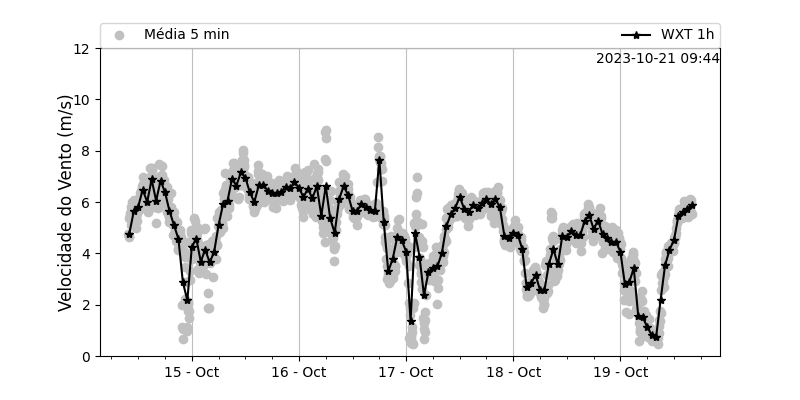 Média 5 min
WXT 1h
2023-10-21 09:44
Velocidade do Vento (m/s)
12
10
8
6
4
2
0
15 - Oct
16 - Oct
17 - Oct
18 - Oct
19 - Oct